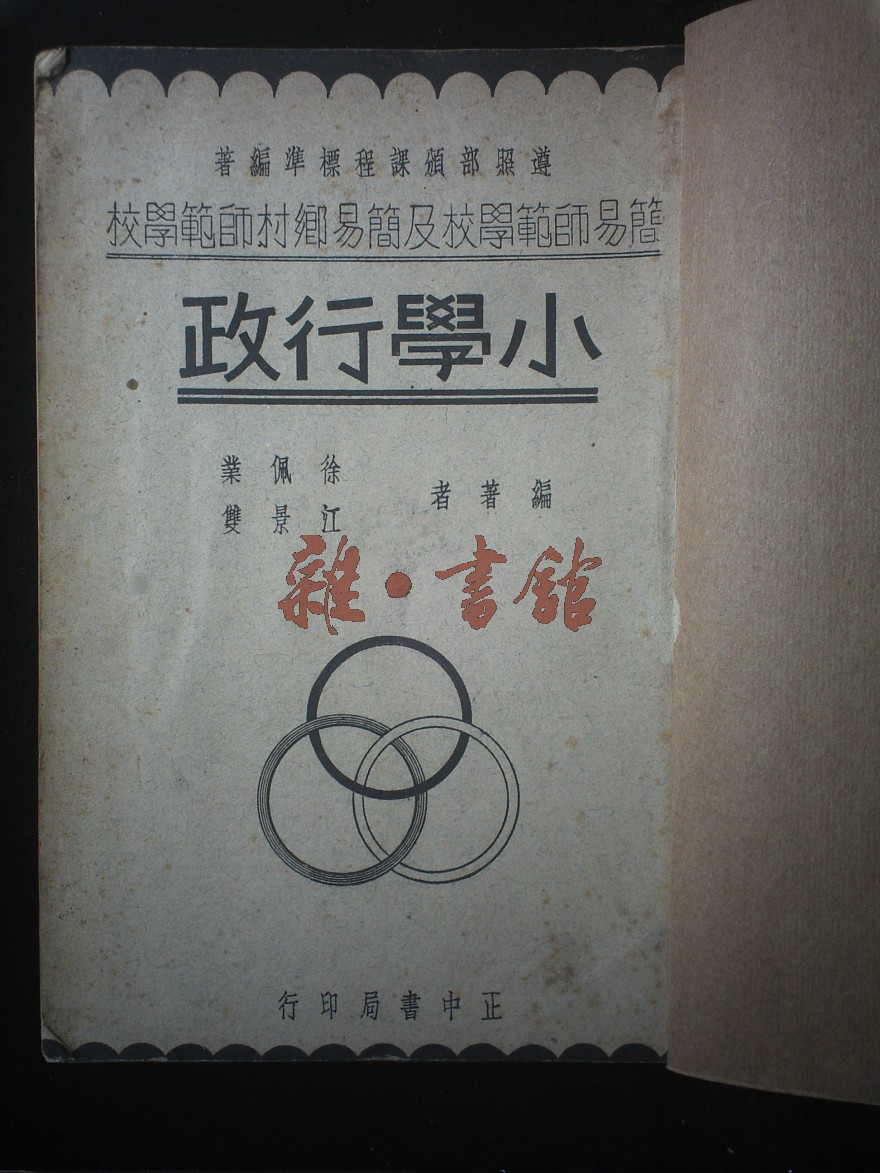 遵照部頒課程標準編著
簡易師範學校及簡易鄉村師範學校
小學行政
編著者
徐佩業
江景雙
雜·書館
正中書局印行